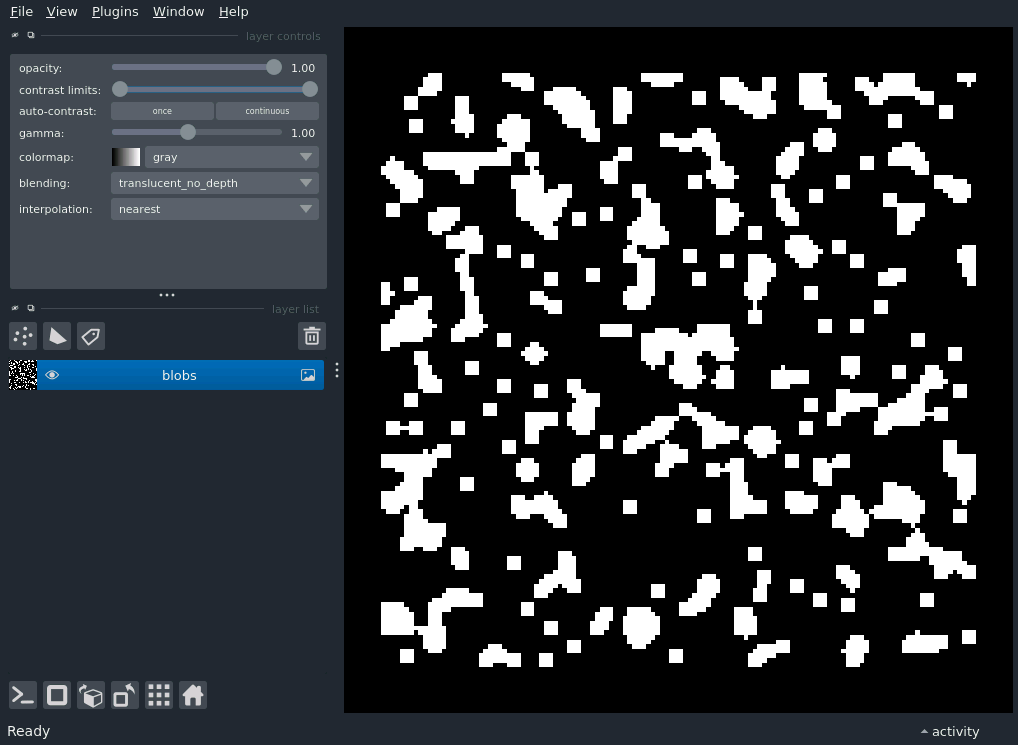 File View Plugins Window Help
layer controls
opacity: 1.00
contrast limits:
auto-contrast: once continuous
gamma: 1.00
colormap: gray
blending: translucent_no_depth
interpolation: nearest
layer list
blobs
Ready activity